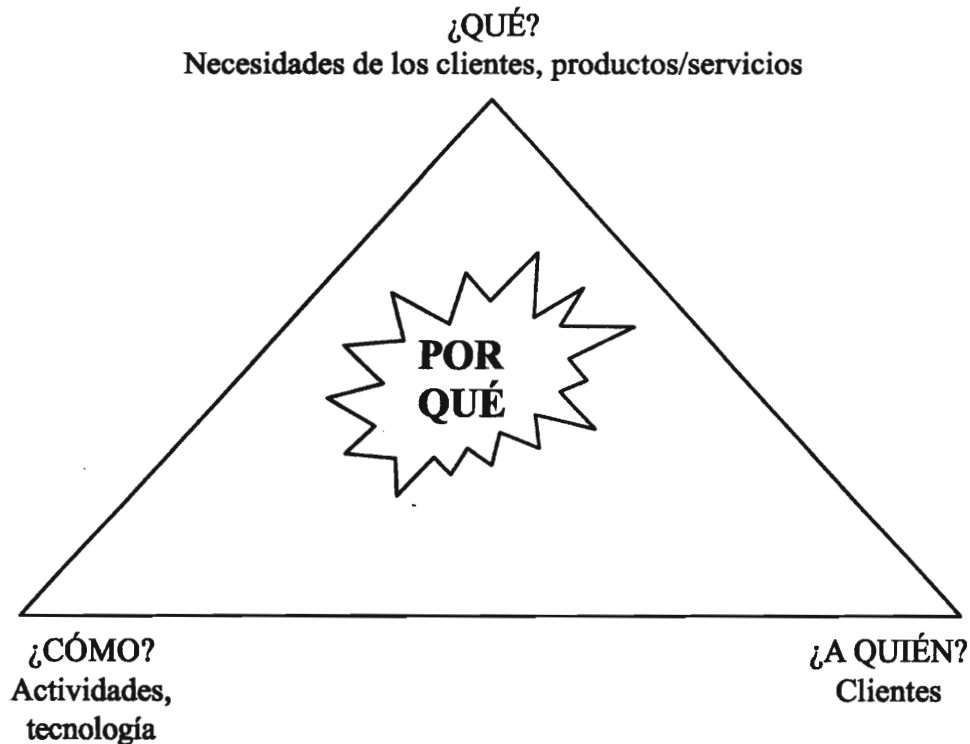 ¿QUÉ?
Necesidades de los clientes, productos/servicios
POR
QUÉ
¿CÓMO?
Actividades,
tecnología
¿A QUIÉN?
Clientes